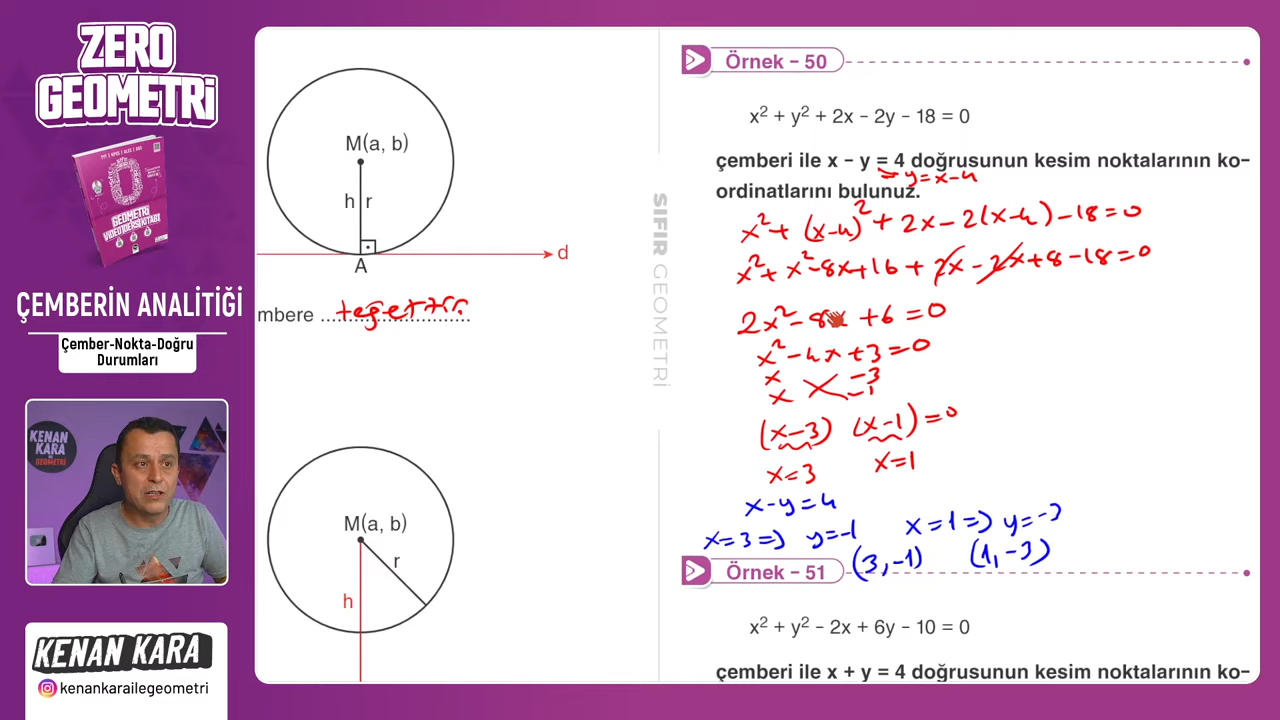 ZERO
GEOMETRİ
GEOMETRİ
VİDEO DERS KİTABI
ÇEMBERİN ANALİTİĞİ
Çember-Nokta-Doğru
Durumları
KENAN
KARA
GEOMETRİ
KENAN KARA
kenankarailegeometri
M(a, b)
h r
A
d
mbere .......................... teğettir.
M(a, b)
r
h
SIFIR GEOMETRİ
Örnek – 50
x² + y² + 2x – 2y – 18 = 0
çemberi ile x – y = 4 doğrusunun kesim noktalarının ko-
y = x-4
ordinatlarını bulunuz.
x² + (x-4)² + 2x - 2(x-4) - 18 = 0
x² + x² - 8x + 16 + 2x - 2x + 8 - 18 = 0
2x² - 8x + 6 = 0
x² - 4x + 3 = 0
x -3
x -1
(x-3) (x-1) = 0
x = 3 x = 1
x - y = 4
x = 3 => y = -1 x = 1 => y = -3
(3, -1) (1, -3)
Örnek – 51
x² + y² – 2x + 6y – 10 = 0
çemberi ile x + y = 4 doğrusunun kesim noktalarının ko-